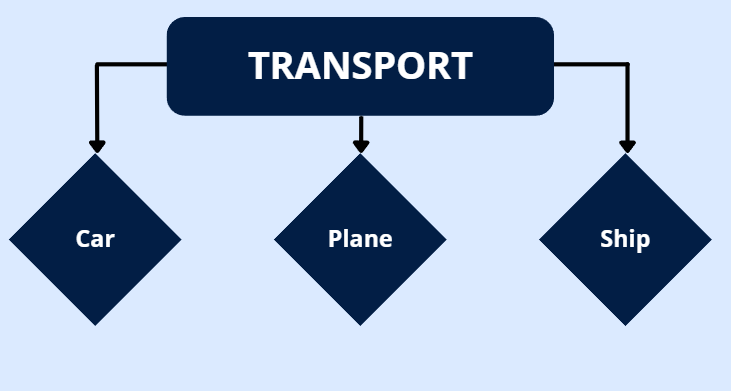 TRANSPORT
Car
Plane
Ship